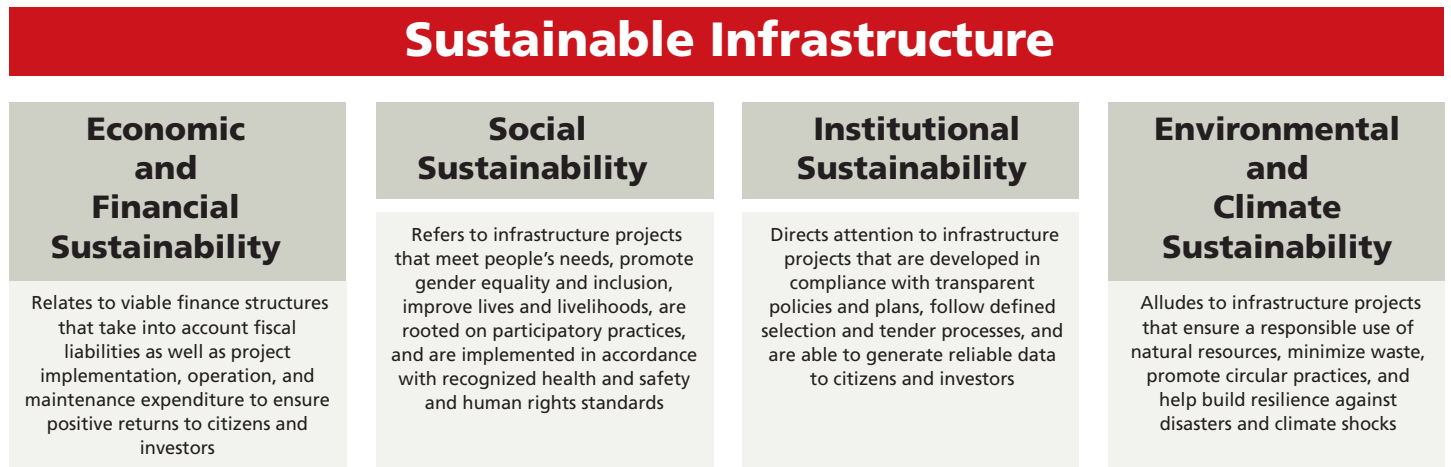 Sustainable Infrastructure
Economic
and
Financial
Sustainability
Relates to viable finance structures
that take into account fiscal
liabilities as well as project
implementation, operation, and
maintenance expenditure to ensure
positive returns to citizens and
investors
Social
Sustainability
Refers to infrastructure projects
that meet people’s needs, promote
gender equality and inclusion,
improve lives and livelihoods, are
rooted on participatory practices,
and are implemented in accordance
with recognized health and safety
and human rights standards
Institutional
Sustainability
Directs attention to infrastructure
projects that are developed in
compliance with transparent
policies and plans, follow defined
selection and tender processes, and
are able to generate reliable data
to citizens and investors
Environmental
and
Climate
Sustainability
Alludes to infrastructure projects
that ensure a responsible use of
natural resources, minimize waste,
promote circular practices, and
help build resilience against
disasters and climate shocks